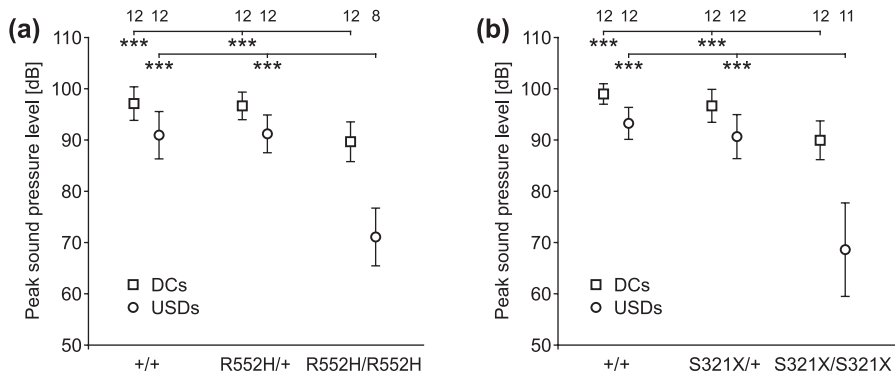 (a)
12 12 12 12 12 8
Peak sound pressure level [dB]
110
100
90
80
70
60
50
*** ***
*** ***
DCs
USDs
+/+ R552H/+ R552H/R552H
(b)
12 12 12 12 12 11
Peak sound pressure level [dB]
110
100
90
80
70
60
50
*** ***
*** ***
DCs
USDs
+/+ S321X/+ S321X/S321X